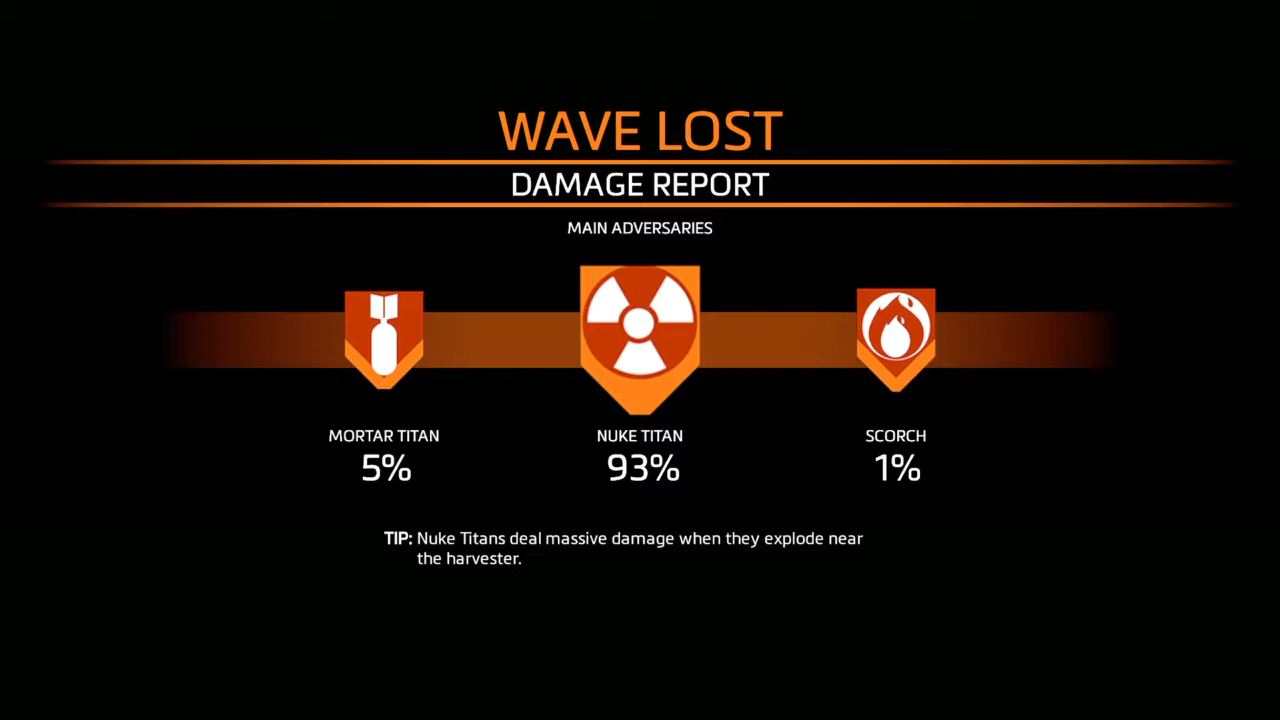 WAVE LOST
DAMAGE REPORT
MAIN ADVERSARIES
MORTAR TITAN
5%
NUKE TITAN
93%
SCORCH
1%
TIP: Nuke Titans deal massive damage when they explode near
the harvester.